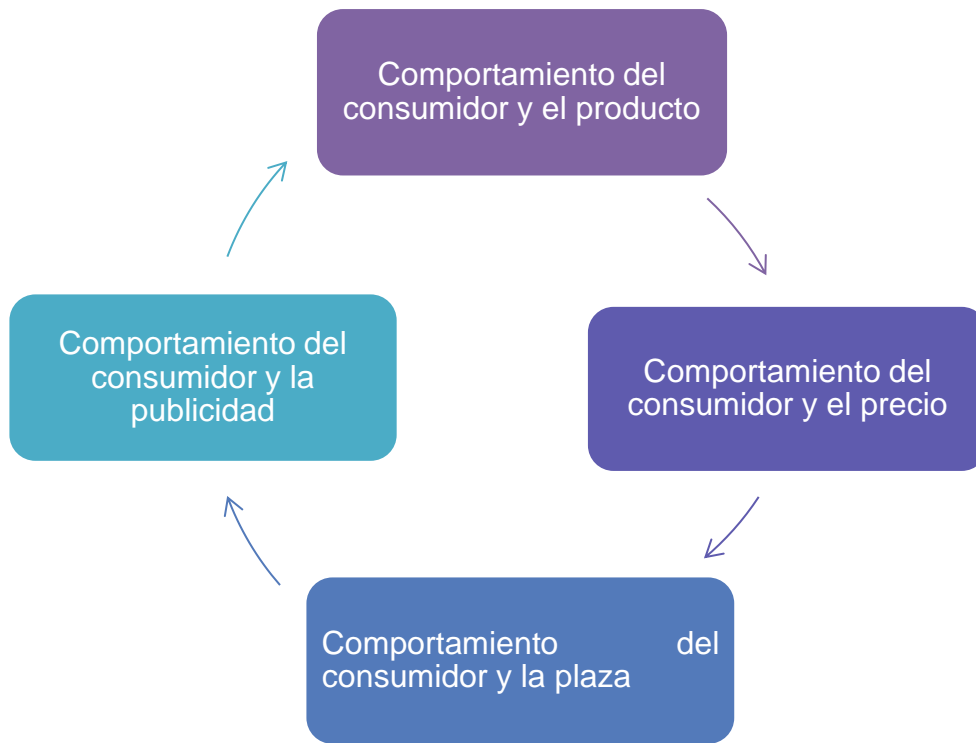 Comportamiento del
consumidor y el producto
Comportamiento del
consumidor y el precio
Comportamiento del
consumidor y la plaza
Comportamiento del
consumidor y la
publicidad